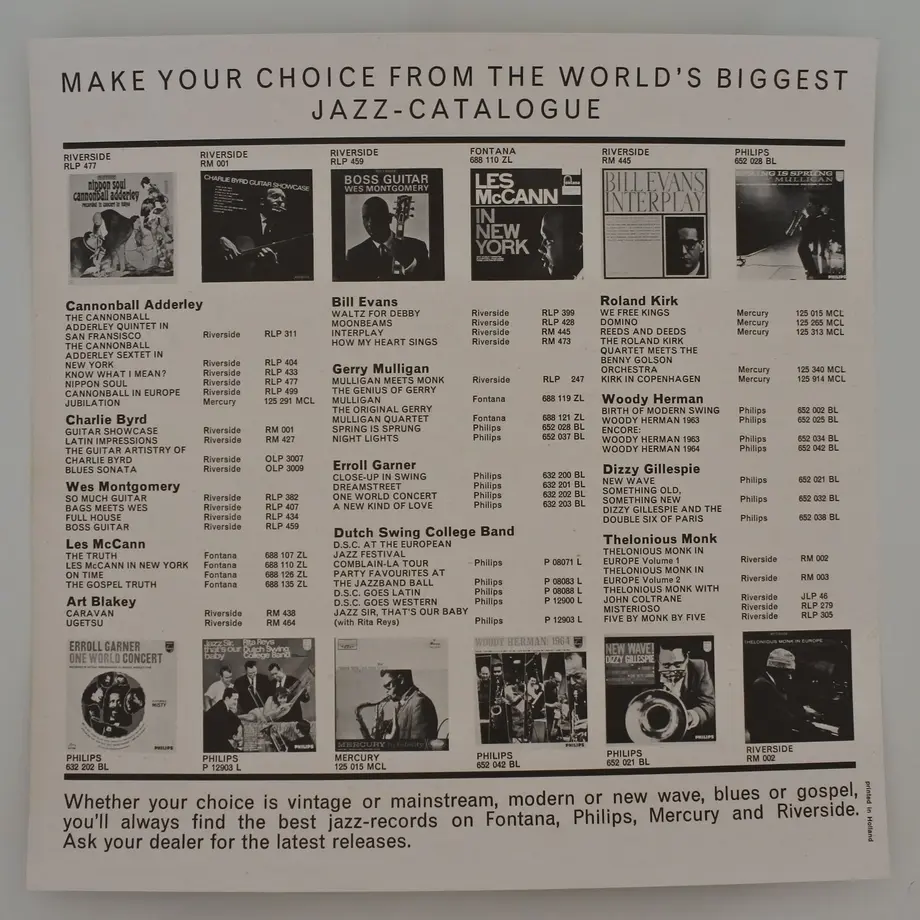 MAKE YOUR CHOICE FROM THE WORLD'S BIGGEST
JAZZ-CATALOGUE
RIVERSIDE
RLP 477
RIVERSIDE
RM 001
RIVERSIDE
RLP 459
FONTANA
688 110 ZL
RIVERSIDE
RM 445
PHILIPS
652 028 BL
nippon soul
cannonball adderley
CHARLIE BYRD GUITAR SHOWCASE
BOSS GUITAR
WES MONTGOMERY
LES
McCANN
IN
NEW
YORK
BILL EVANS
INTERPLAY
SPRING IS SPRUNG
MULLIGAN
PHILIPS
Cannonball Adderley
THE CANNONBALL
ADDERLEY QUINTET IN
SAN FRANSISCO Riverside RLP 311
THE CANNONBALL
ADDERLEY SEXTET IN
NEW YORK Riverside RLP 404
KNOW WHAT I MEAN? Riverside RLP 433
NIPPON SOUL Riverside RLP 477
CANNONBALL IN EUROPE Riverside RLP 499
JUBILATION Mercury 125 291 MCL
Charlie Byrd
GUITAR SHOWCASE Riverside RM 001
LATIN IMPRESSIONS Riverside RM 427
THE GUITAR ARTISTRY OF
CHARLIE BYRD Riverside OLP 3007
BLUES SONATA Riverside OLP 3009
Wes Montgomery
SO MUCH GUITAR Riverside RLP 382
BAGS MEETS WES Riverside RLP 407
FULL HOUSE Riverside RLP 434
BOSS GUITAR Riverside RLP 459
Les McCann
THE TRUTH Fontana 688 107 ZL
LES McCANN IN NEW YORK Fontana 688 110 ZL
ON TIME Fontana 688 126 ZL
THE GOSPEL TRUTH Fontana 688 135 ZL
Art Blakey
CARAVAN Riverside RM 438
UGETSU Riverside RM 464
Bill Evans
WALTZ FOR DEBBY Riverside RLP 399
MOONBEAMS Riverside RLP 428
INTERPLAY Riverside RM 445
HOW MY HEART SINGS Riverside RM 473
Gerry Mulligan
MULLIGAN MEETS MONK Riverside RLP 247
THE GENIUS OF GERRY
MULLIGAN Fontana 688 119 ZL
THE ORIGINAL GERRY
MULLIGAN QUARTET Fontana 688 121 ZL
SPRING IS SPRUNG Philips 652 028 BL
NIGHT LIGHTS Philips 652 037 BL
Erroll Garner
CLOSE-UP IN SWING Philips 632 200 BL
DREAMSTREET Philips 632 201 BL
ONE WORLD CONCERT Philips 632 202 BL
A NEW KIND OF LOVE Philips 632 203 BL
Dutch Swing College Band
D.S.C. AT THE EUROPEAN
JAZZ FESTIVAL
COMBLAIN-LA TOUR Philips P 08071 L
PARTY FAVOURITES AT
THE JAZZBAND BALL Philips P 08083 L
D.S.C. GOES LATIN Philips P 08088 L
D.S.C. GOES WESTERN Philips P 12900 L
JAZZ SIR, THAT'S OUR BABY
(with Rita Reys) Philips P 12903 L
Roland Kirk
WE FREE KINGS Mercury 125 015 MCL
DOMINO Mercury 125 265 MCL
REEDS AND DEEDS Mercury 125 313 MCL
THE ROLAND KIRK
QUARTET MEETS THE
BENNY GOLSON
ORCHESTRA Mercury 125 340 MCL
KIRK IN COPENHAGEN Mercury 125 914 MCL
Woody Herman
BIRTH OF MODERN SWING Philips 652 002 BL
WOODY HERMAN 1963 Philips 652 025 BL
ENCORE:
WOODY HERMAN 1963 Philips 652 034 BL
WOODY HERMAN 1964 Philips 652 042 BL
Dizzy Gillespie
NEW WAVE Philips 652 021 BL
SOMETHING OLD,
SOMETHING NEW Philips 652 032 BL
DIZZY GILLESPIE AND THE
DOUBLE SIX OF PARIS Philips 652 038 BL
Thelonious Monk
THELONIOUS MONK IN
EUROPE Volume 1 Riverside RM 002
THELONIOUS MONK IN
EUROPE Volume 2 Riverside RM 003
THELONIOUS MONK WITH
JOHN COLTRANE Riverside JLP 46
MISTERIOSO Riverside RLP 279
FIVE BY MONK BY FIVE Riverside RLP 305
ERROLL GARNER
ONE WORLD CONCERT
MISTY
PHILIPS
Jazz Sir,
that's our
baby
Rita Reys
Dutch Swing
College Band
PHILIPS
MERCURY
WOODY HERMAN: 1964
PHILIPS
NEW WAVE!
DIZZY GILLESPIE
PHILIPS
THELONIOUS MONK IN EUROPE
PHILIPS
632 202 BL
PHILIPS
P 12903 L
MERCURY
125 015 MCL
PHILIPS
652 042 BL
PHILIPS
652 021 BL
RIVERSIDE
RM 002
Whether your choice is vintage or mainstream, modern or new wave, blues or gospel,
you'll always find the best jazz-records on Fontana, Philips, Mercury and Riverside.
Ask your dealer for the latest releases.
printed in Holland